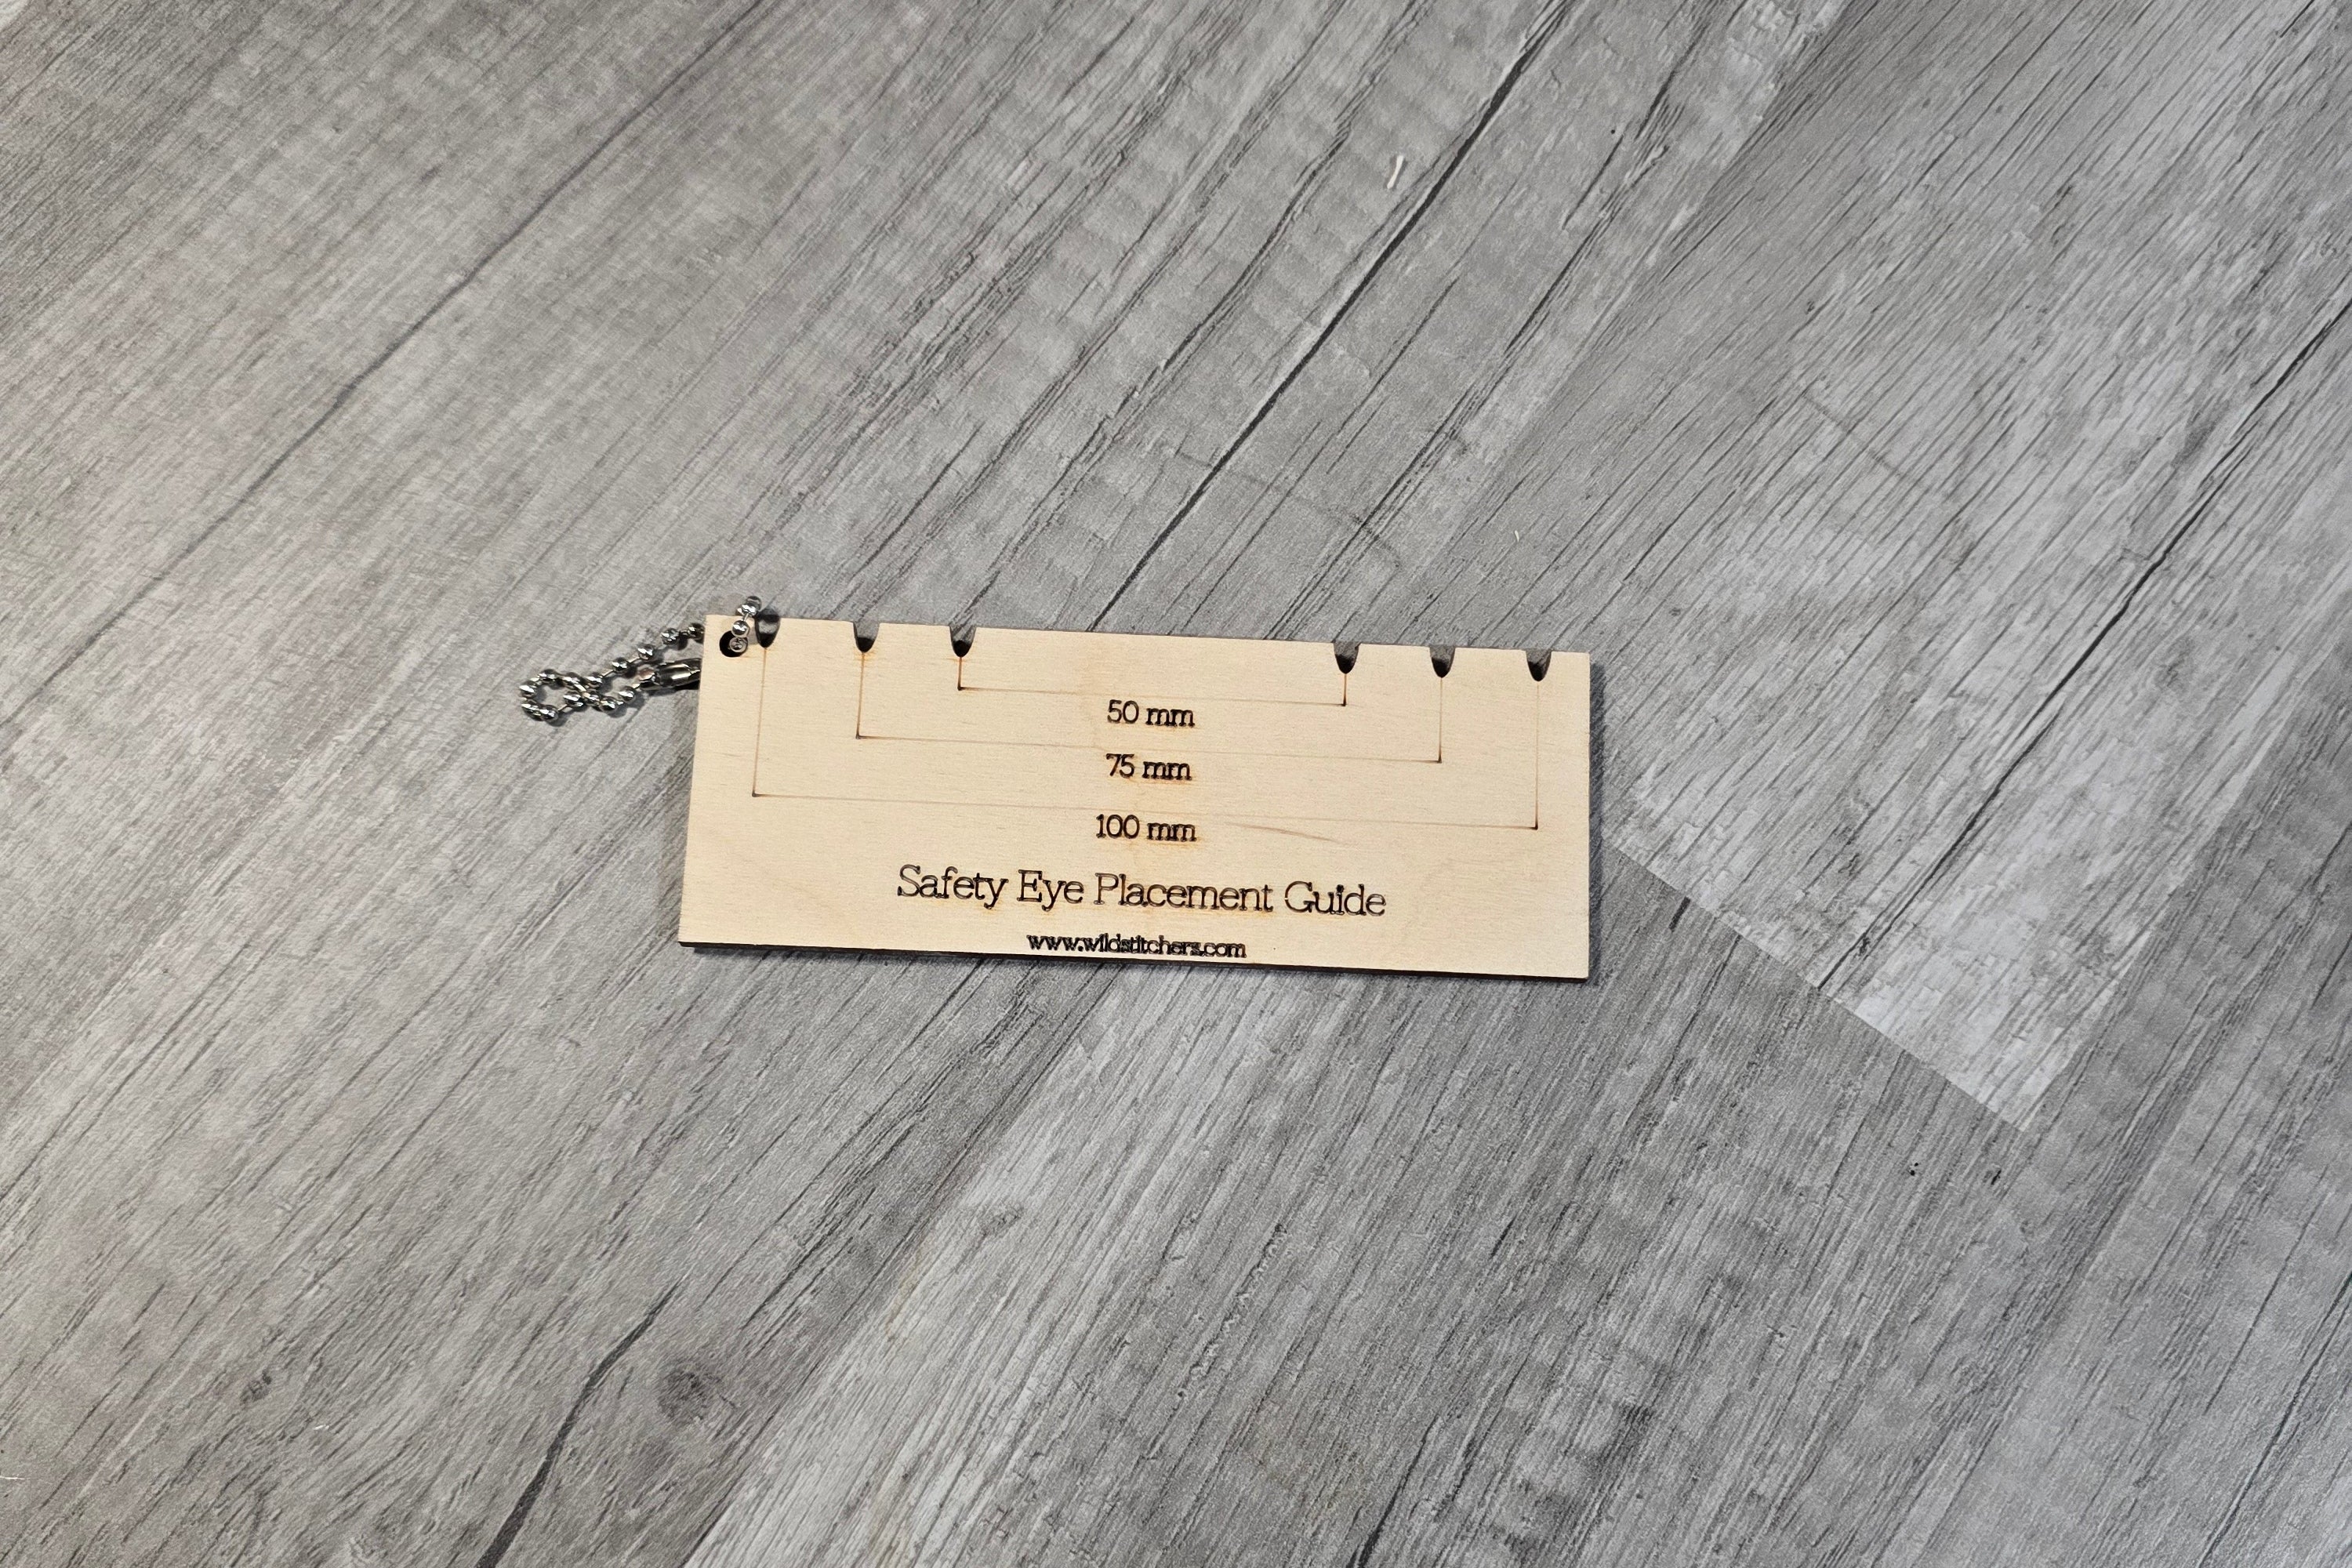 50 mm
75 mm
100 mm
Safety Eye Placement Guide
www.wildstitchers.com